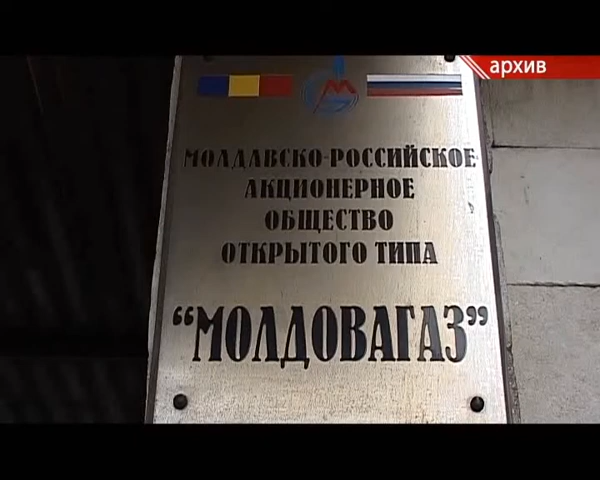 архив
МОЛДАВСКО-РОССИЙСКОЕ
АКЦИОНЕРНОЕ
ОБЩЕСТВО
ОТКРЫТОГО ТИПА
“МОЛДОВАГАЗ”